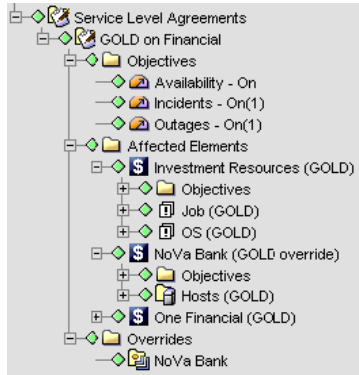 Service Level Agreements
GOLD on Financial
Objectives
Availability - On
Incidents - On(1)
Outages - On(1)
Affected Elements
Investment Resources (GOLD)
Objectives
Job (GOLD)
OS (GOLD)
NoVa Bank (GOLD override)
Objectives
Hosts (GOLD)
One Financial (GOLD)
Overrides
NoVa Bank